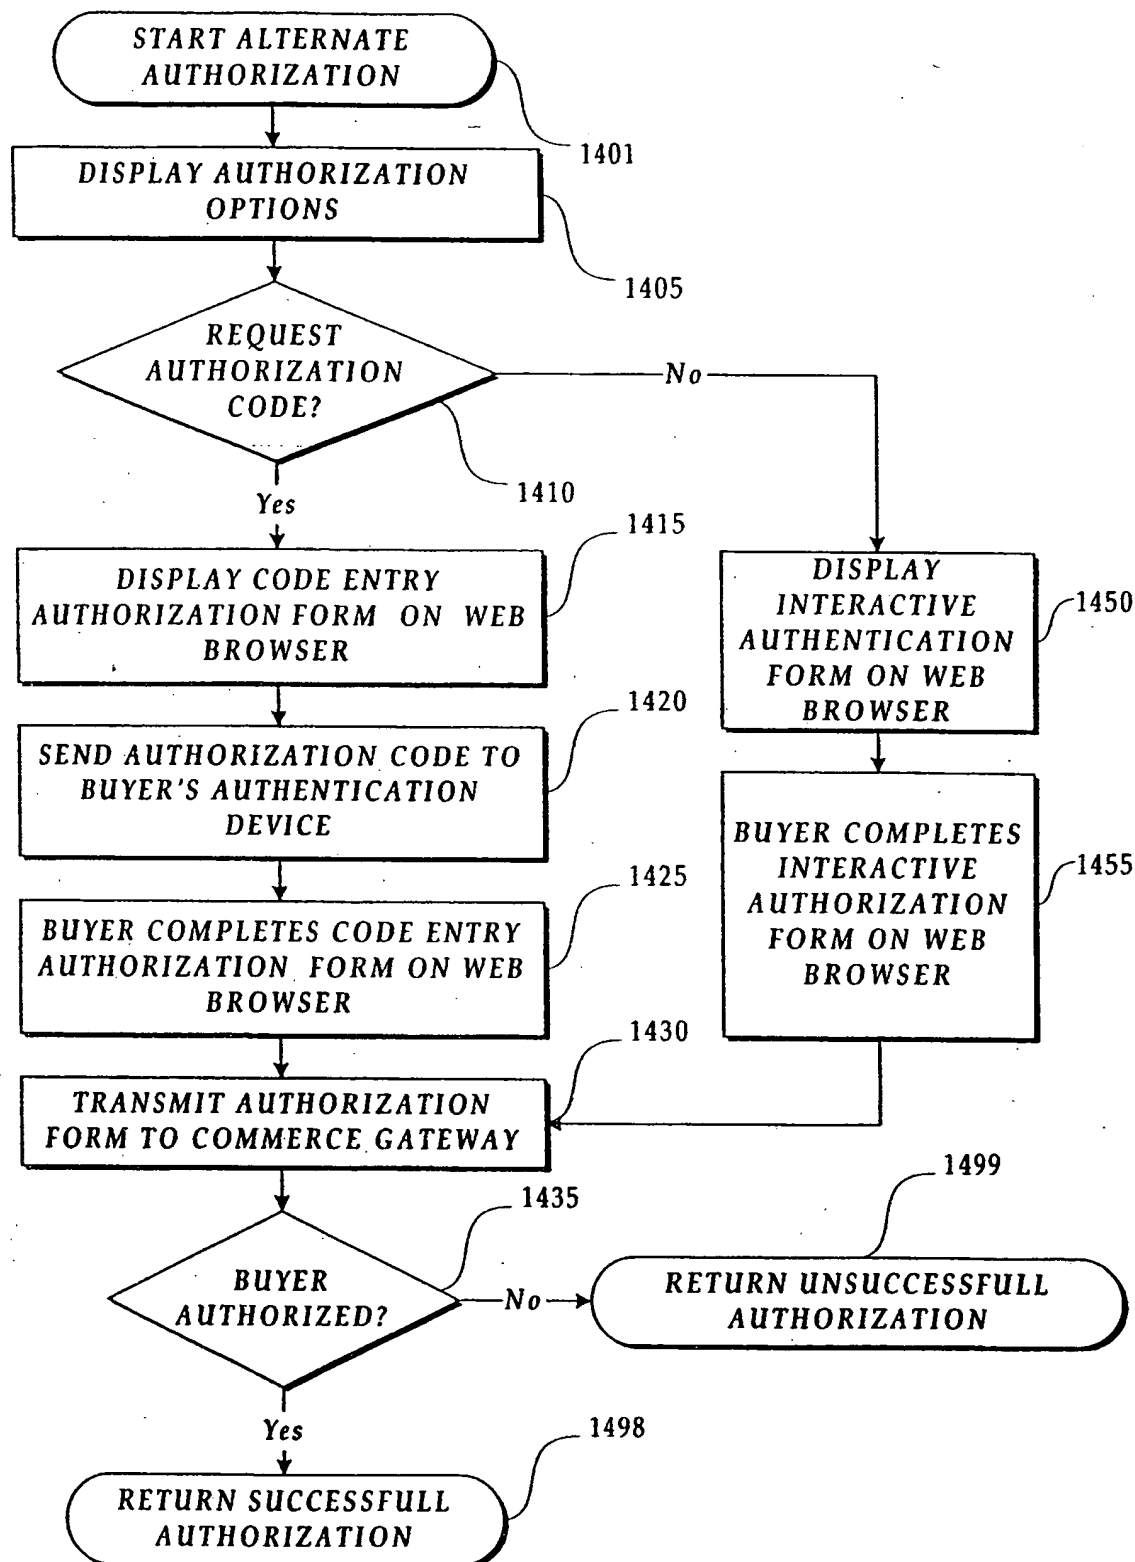 START ALTERNATE
AUTHORIZATION
1401
DISPLAY AUTHORIZATION
OPTIONS
1405
REQUEST
AUTHORIZATION
CODE?
No
1410
Yes
1415
DISPLAY CODE ENTRY
AUTHORIZATION FORM ON WEB
BROWSER
DISPLAY
INTERACTIVE
AUTHENTICATION
FORM ON WEB
BROWSER
1450
1420
SEND AUTHORIZATION CODE TO
BUYER'S AUTHENTICATION
DEVICE
BUYER COMPLETES
INTERACTIVE
AUTHORIZATION
FORM ON WEB
BROWSER
1455
1425
BUYER COMPLETES CODE ENTRY
AUTHORIZATION FORM ON WEB
BROWSER
1430
TRANSMIT AUTHORIZATION
FORM TO COMMERCE GATEWAY
1435
BUYER
AUTHORIZED?
No
1499
RETURN UNSUCCESSFULL
AUTHORIZATION
Yes
1498
RETURN SUCCESSFULL
AUTHORIZATION